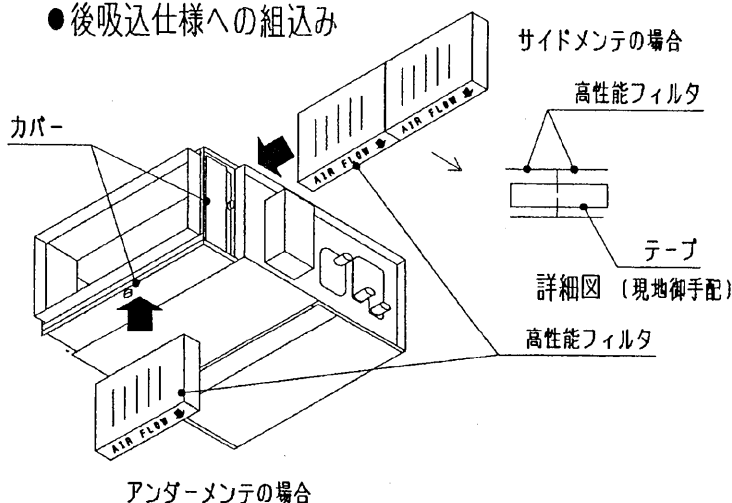 ●後吸込仕様への組込み
サイドメンテの場合
高性能フィルタ
カバー
AIR FLOW
AIR FLOW
テープ
詳細図 (現地御手配)
高性能フィルタ
AIR FLOW
アンダーメンテの場合